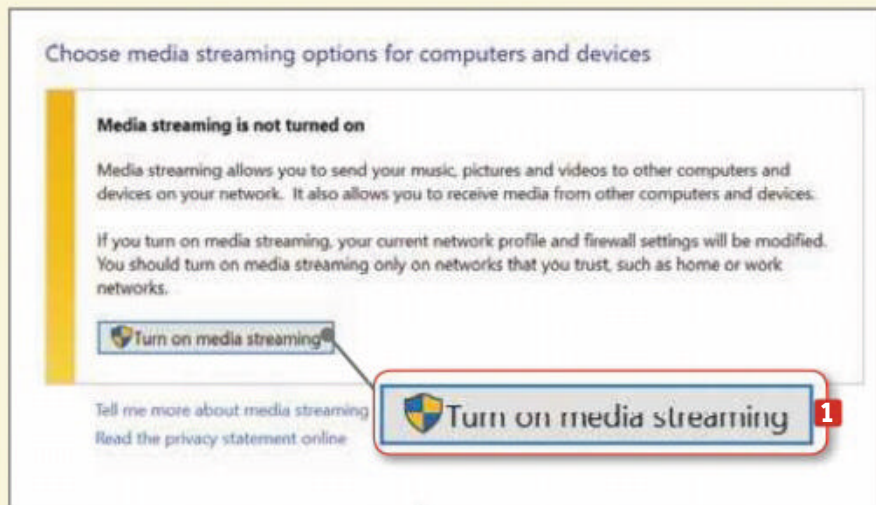 Choose media streaming options for computers and devices
Media streaming is not turned on
Media streaming allows you to send your music, pictures and videos to other computers and
devices on your network. It also allows you to receive media from other computers and devices.
If you turn on media streaming, your current network profile and firewall settings will be modified.
You should turn on media streaming only on networks that you trust, such as home or work
networks.
Turn on media streaming
Turn on media streaming 1
Tell me more about media streaming
Read the privacy statement online